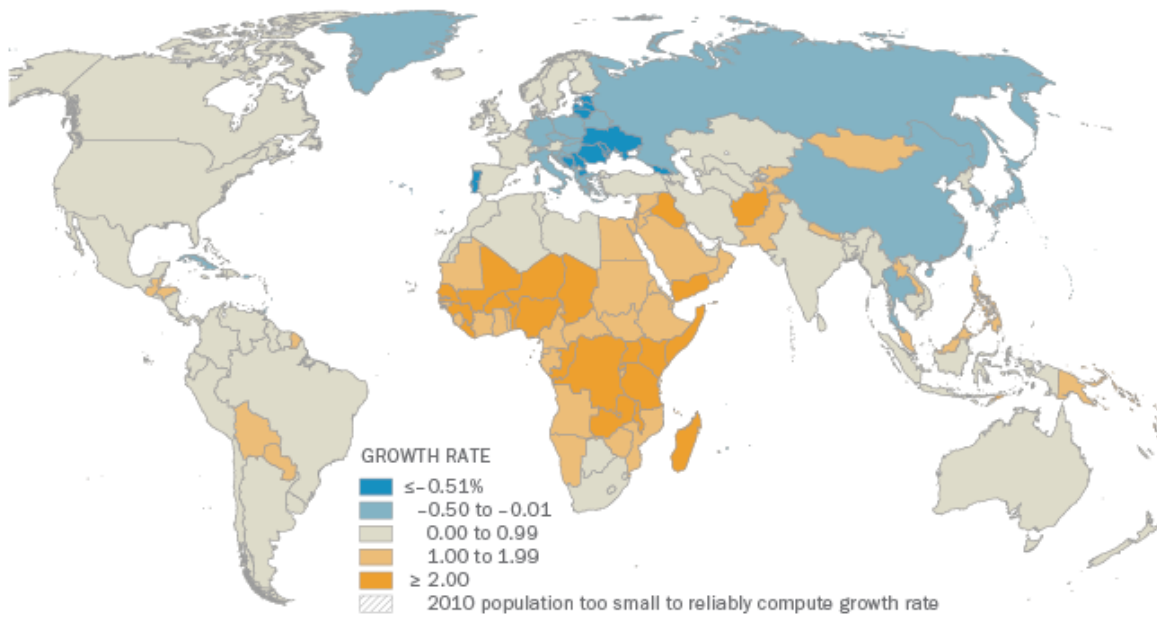 GROWTH RATE
≤−0.51%
−0.50 to −0.01
0.00 to 0.99
1.00 to 1.99
≥ 2.00
2010 population too small to reliably compute growth rate